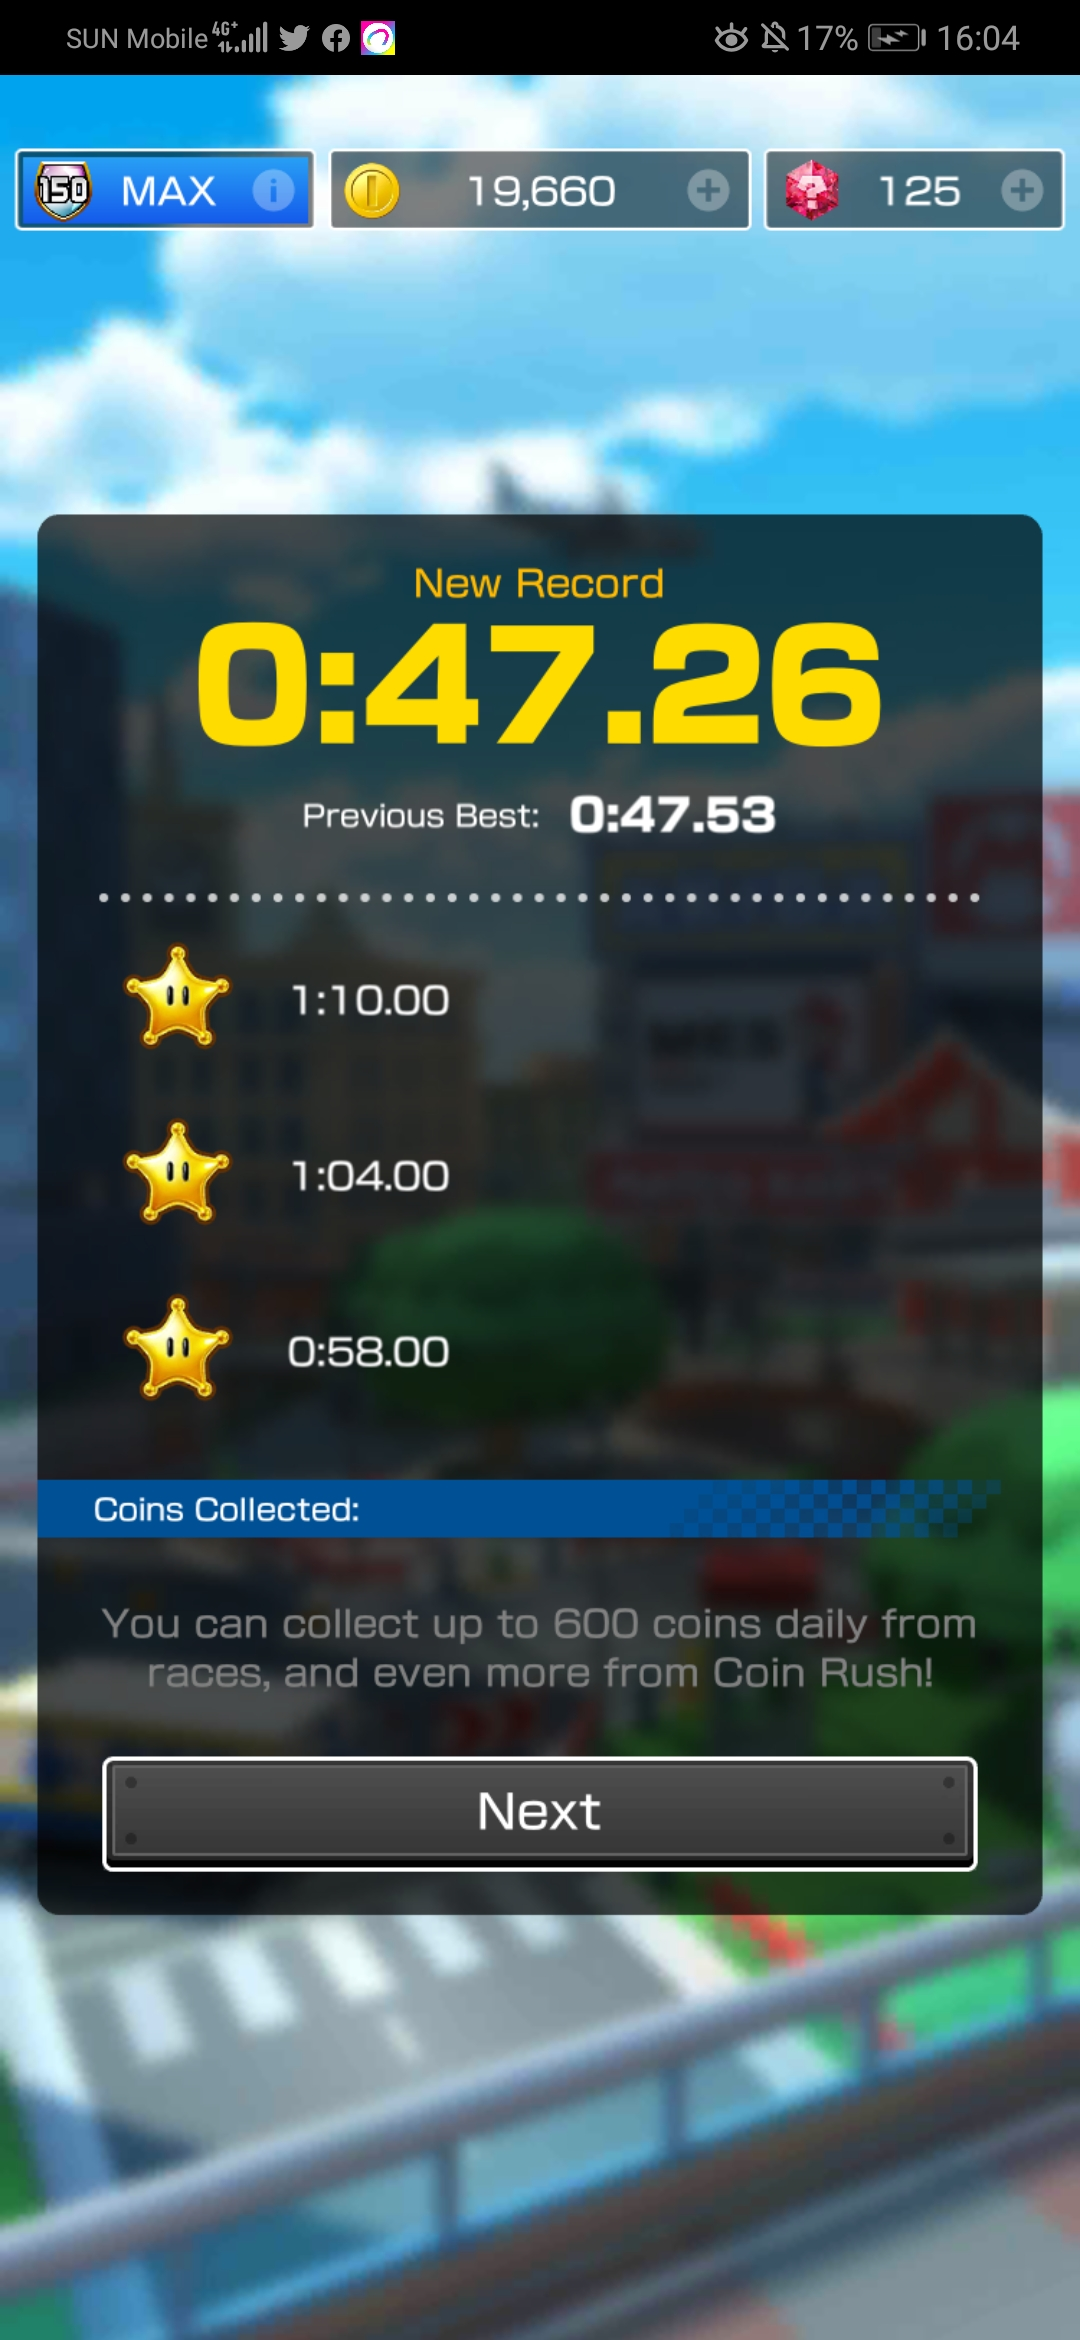 SUN Mobile 4G+ 17% 16:04
150 MAX i 19,660 + 125 +
New Record
0:47.26
Previous Best: 0:47.53
1:10.00
1:04.00
0:58.00
Coins Collected:
You can collect up to 600 coins daily from
races, and even more from Coin Rush!
Next